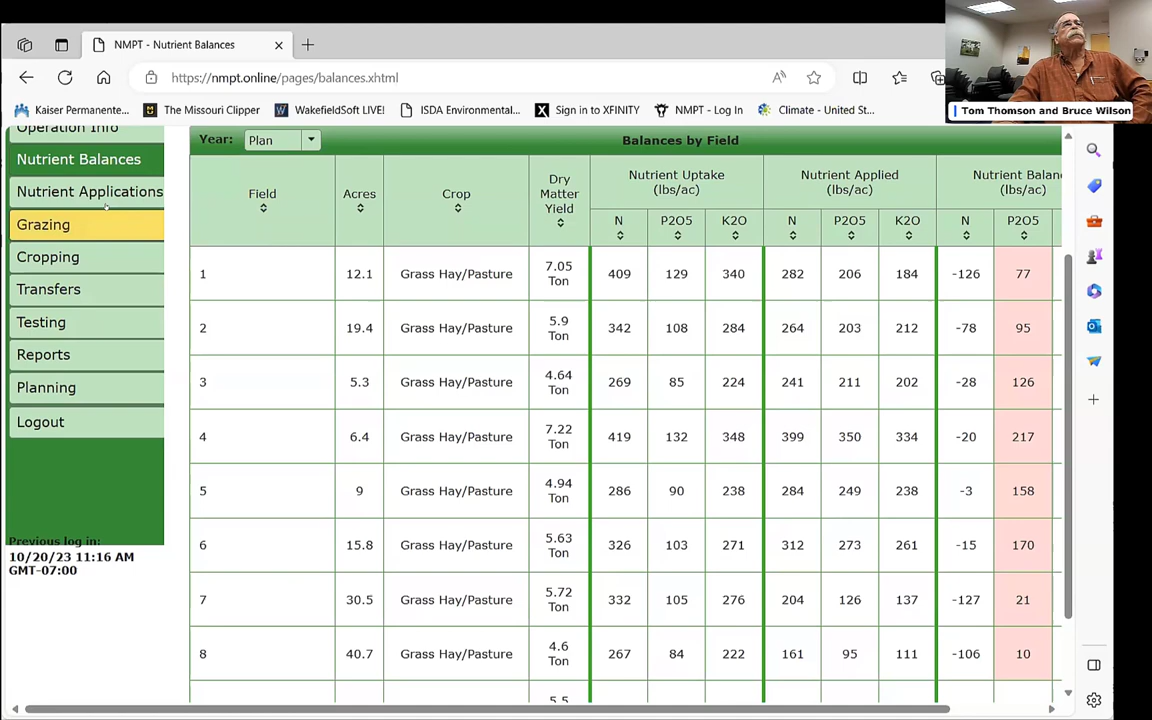 NMPT - Nutrient Balances
https://nmpt.online/pages/balances.xhtml
Kaiser Permanente... The Missouri Clipper WakefieldSoft LIVE! ISDA Environmental... Sign in to XFINITY NMPT - Log In Climate - United St...
Tom Thomson and Bruce Wilson
Operation Info
Nutrient Balances
Nutrient Applications
Grazing
Cropping
Transfers
Testing
Reports
Planning
Logout
Previous log in:
10/20/23 11:16 AM
GMT-07:00
Year: Plan Balances by Field
Field Acres Crop Dry Matter Yield Nutrient Uptake (lbs/ac) Nutrient Applied (lbs/ac) Nutrient Balan (lbs/ac)
N P2O5 K2O N P2O5 K2O N P2O5
1 12.1 Grass Hay/Pasture 7.05 Ton 409 129 340 282 206 184 -126 77
2 19.4 Grass Hay/Pasture 5.9 Ton 342 108 284 264 203 212 -78 95
3 5.3 Grass Hay/Pasture 4.64 Ton 269 85 224 241 211 202 -28 126
4 6.4 Grass Hay/Pasture 7.22 Ton 419 132 348 399 350 334 -20 217
5 9 Grass Hay/Pasture 4.94 Ton 286 90 238 284 249 238 -3 158
6 15.8 Grass Hay/Pasture 5.63 Ton 326 103 271 312 273 261 -15 170
7 30.5 Grass Hay/Pasture 5.72 Ton 332 105 276 204 126 137 -127 21
8 40.7 Grass Hay/Pasture 4.6 Ton 267 84 222 161 95 111 -106 10
5.5